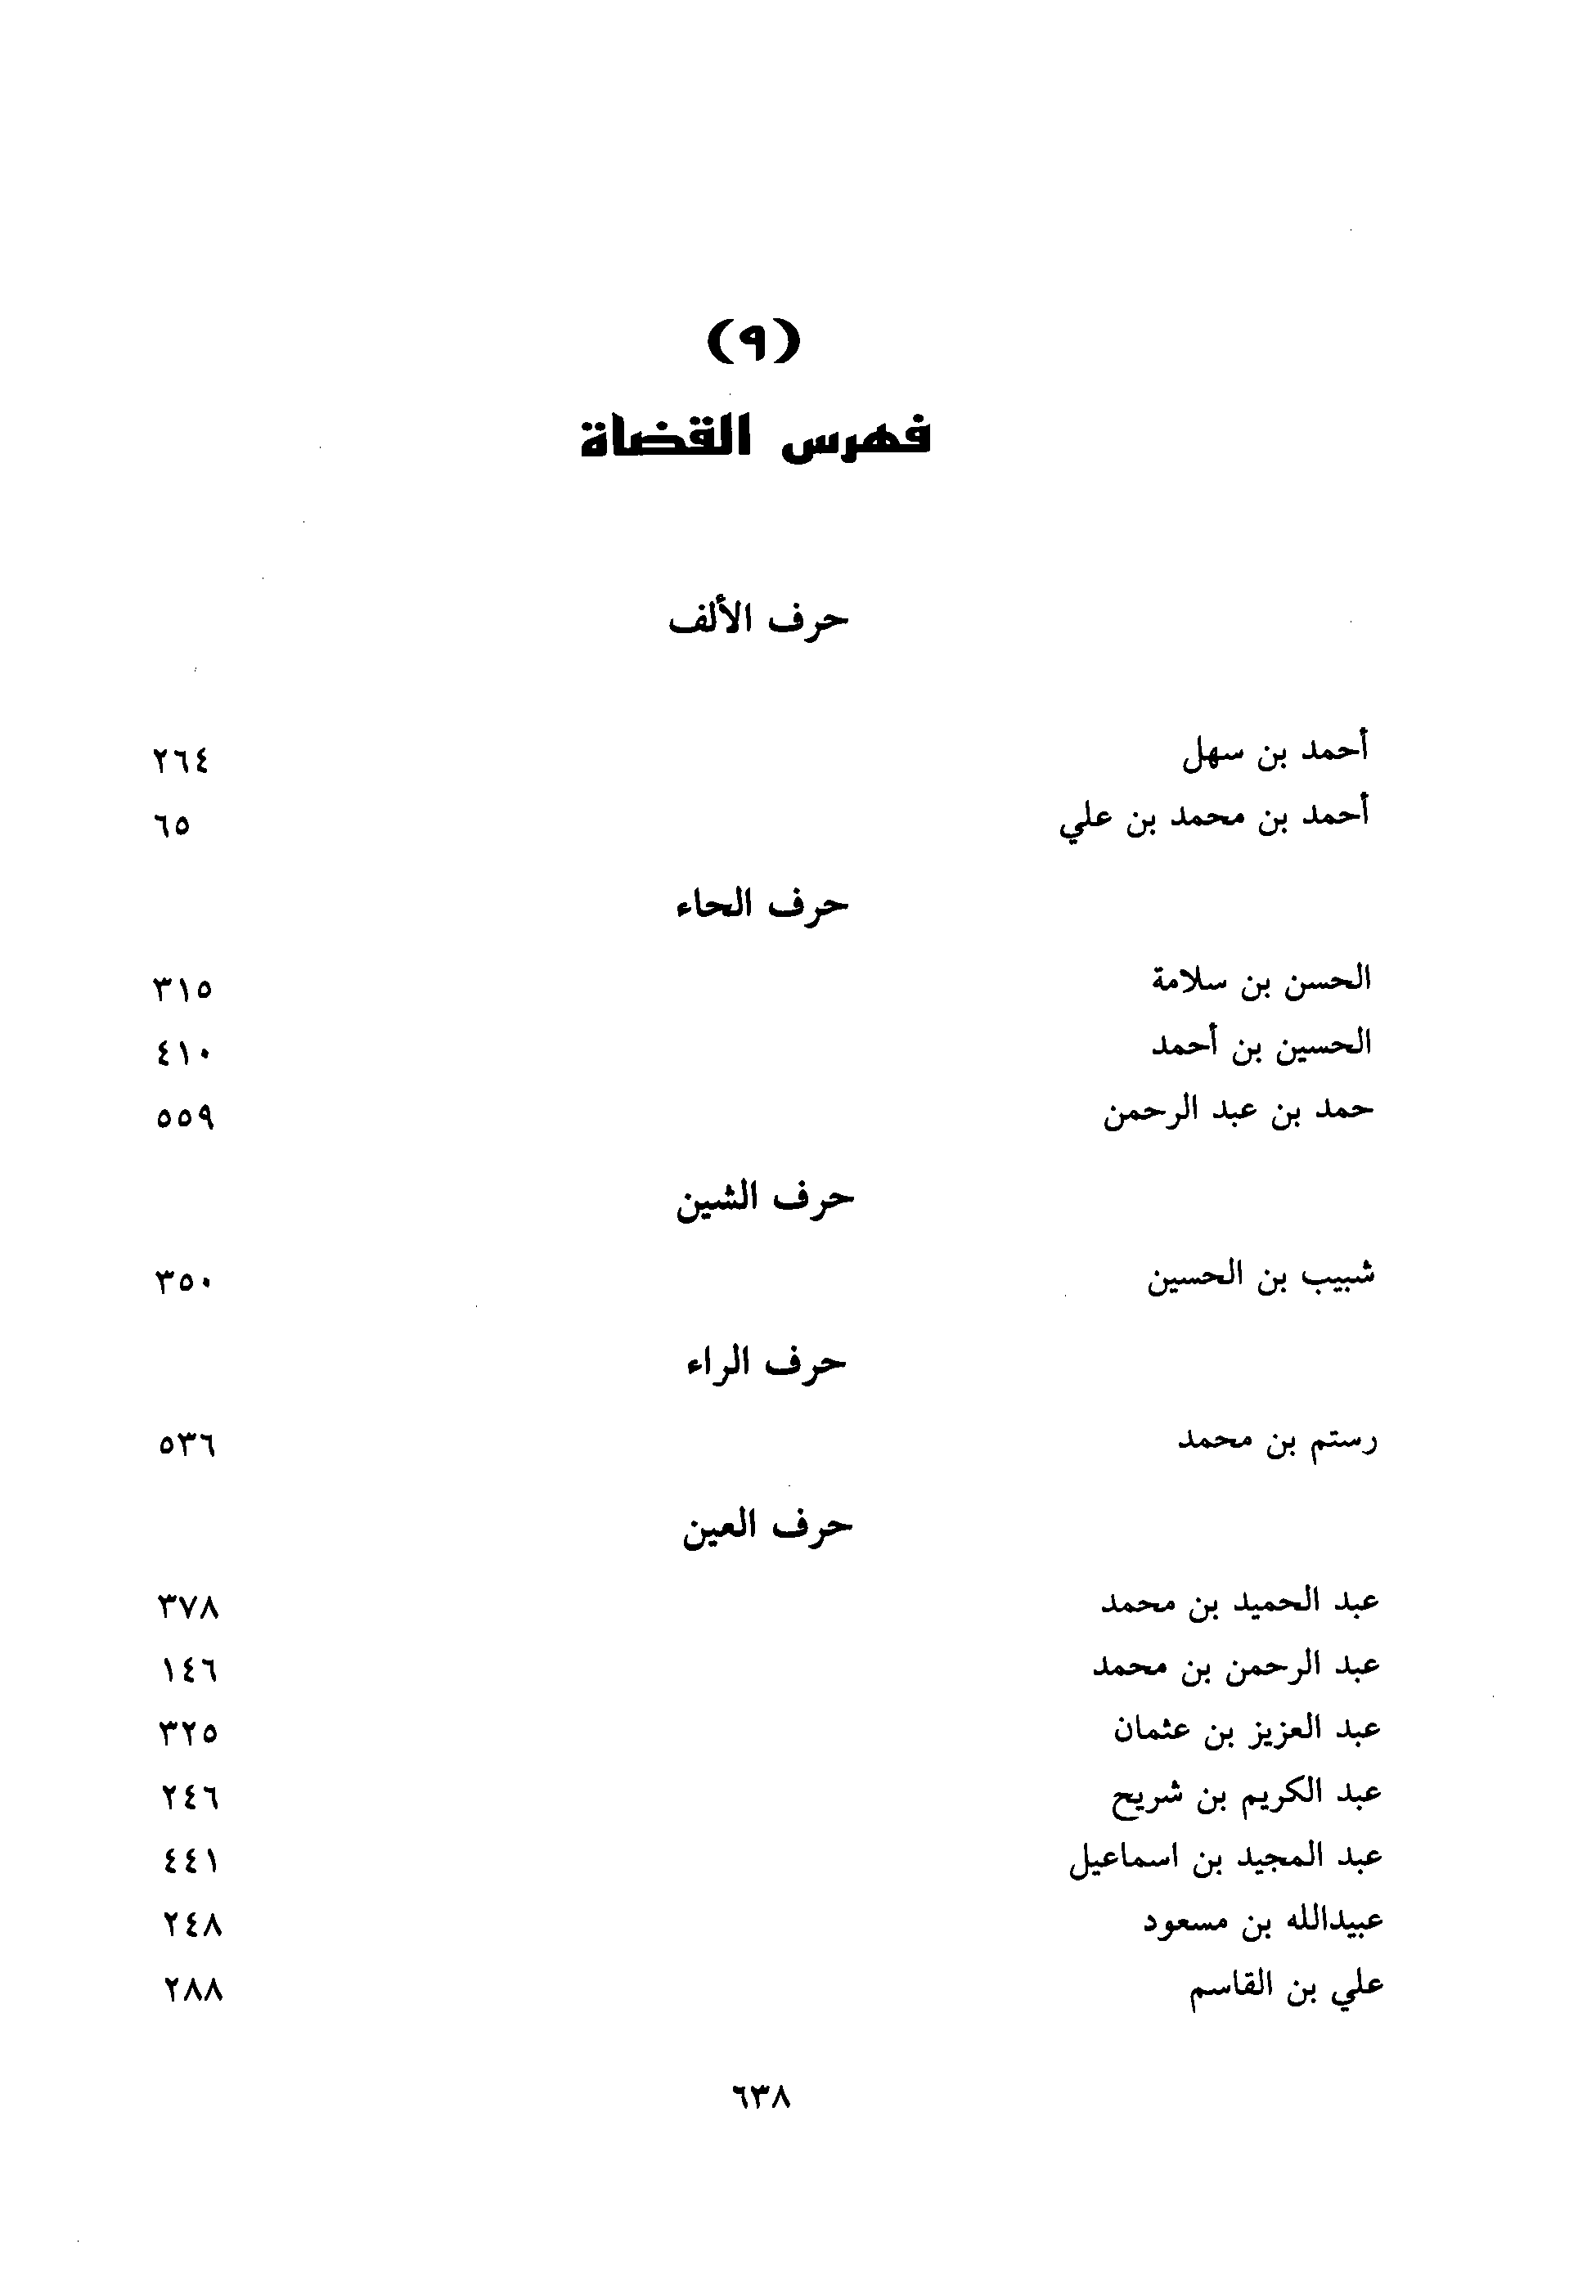 (٩)
فهرس القضاة
حرف الألف
أحمد بن سهل ٢٦٤
أحمد بن محمد بن علي ٦٥
حرف الحاء
الحسن بن سلامة ٣١٥
الحسين بن أحمد ٤١٠
حمد بن عبد الرحمن ٥٥٩
حرف الشين
شبيب بن الحسين ٣٥٠
حرف الراء
رستم بن محمد ٥٣٦
حرف العين
عبد الحميد بن محمد ٣٧٨
عبد الرحمن بن محمد ١٤٦
عبد العزيز بن عثمان ٣٢٥
عبد الكريم بن شريح ٢٤٦
عبد المجيد بن اسماعيل ٤٤١
عبيدالله بن مسعود ٢٤٨
علي بن القاسم ٢٨٨
٦٣٨